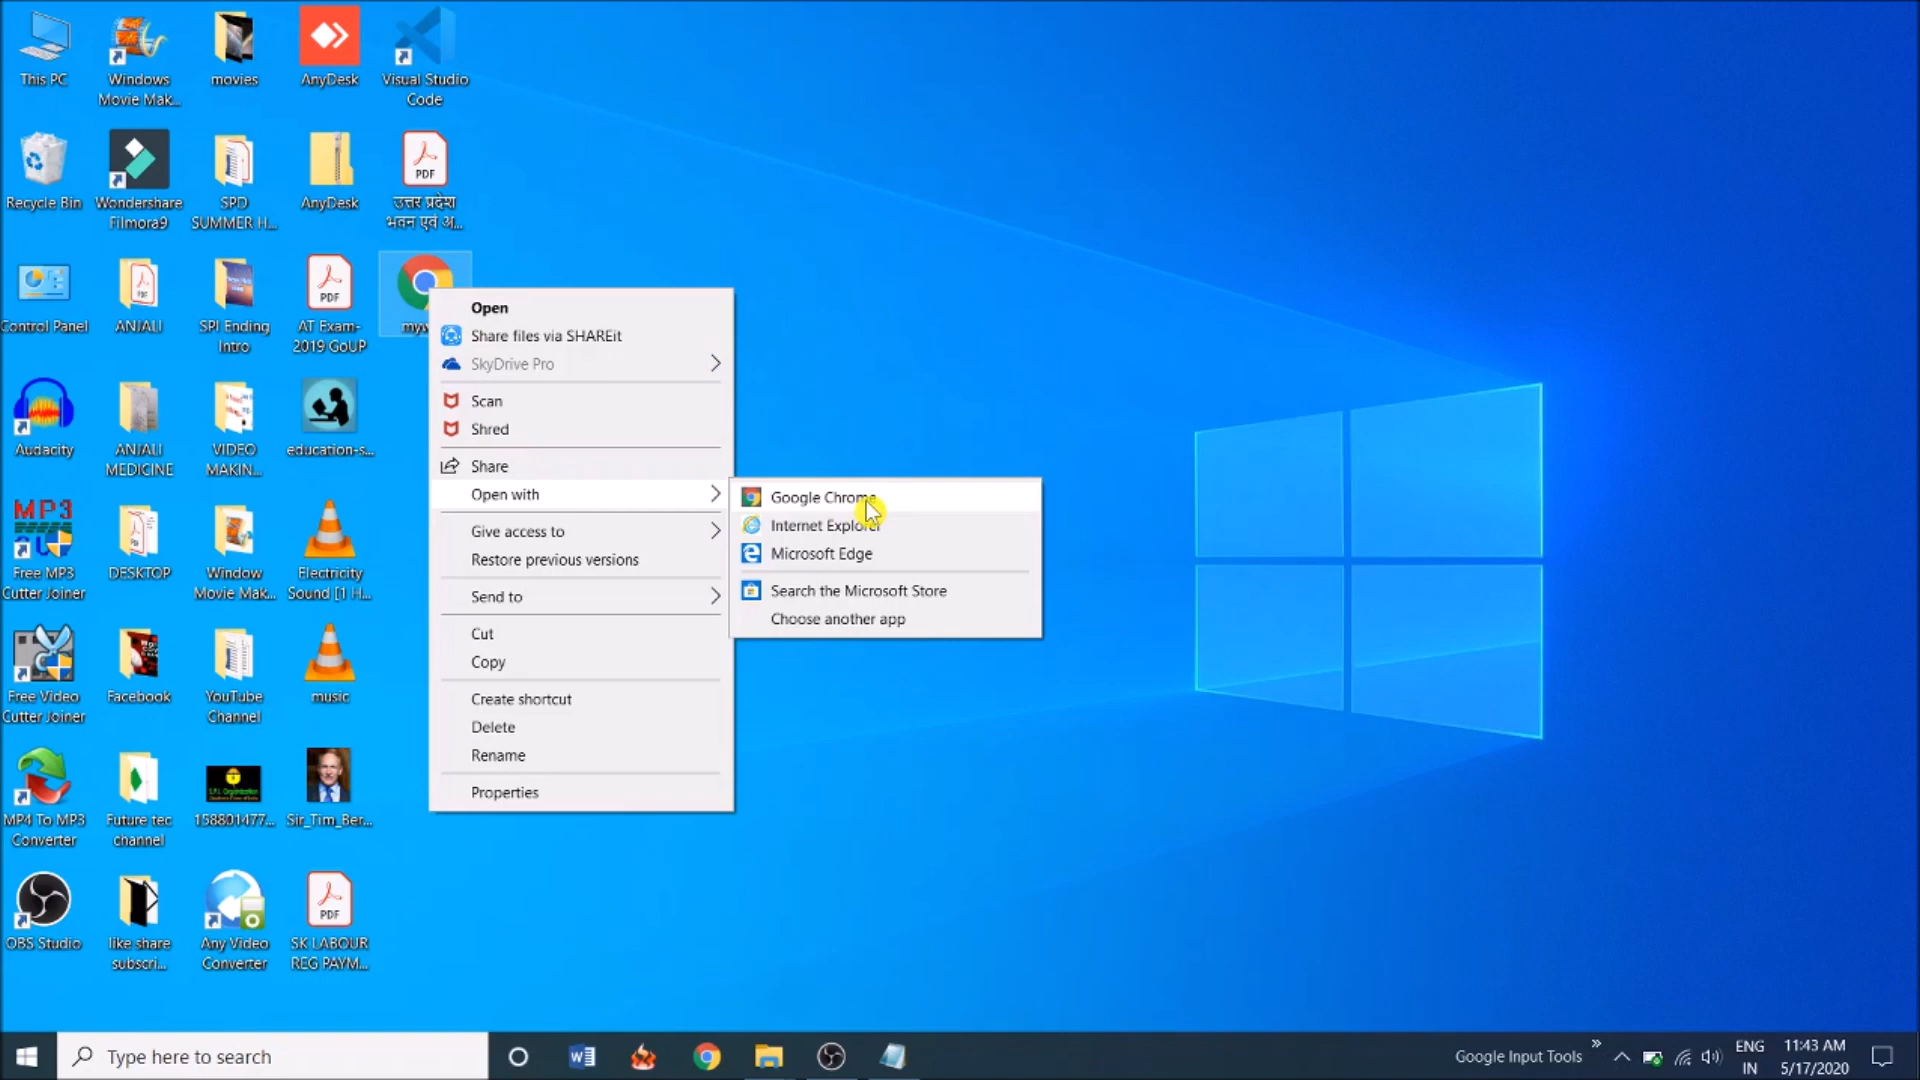 This PC
Windows
Movie Mak...
movies
AnyDesk
Visual Studio
Code
Recycle Bin
Wondershare
Filmora9
SPD
SUMMER H...
AnyDesk
PDF
उत्तर प्रदेश
भवन एवं अ...
Control Panel
ANJALI
SPI Ending
Intro
PDF
AT Exam-
2019 GoUP
Audacity
ANJALI
MEDICINE
VIDEO
MAKIN...
education-s...
MP3
Free MP3
Cutter Joiner
DESKTOP
Window
Movie Mak...
Electricity
Sound [1 H...
Free Video
Cutter Joiner
Facebook
YouTube
Channel
music
MP4 To MP3
Converter
Future tec
channel
158801477...
Sir_Tim_Ber...
OBS Studio
like share
subscri...
Any Video
Converter
PDF
SK LABOUR
REG PAYM...
Open
Share files via SHAREit
SkyDrive Pro
Scan
Shred
Share
Open with
Give access to
Restore previous versions
Send to
Cut
Copy
Create shortcut
Delete
Rename
Properties
Google Chrome
Internet Explorer
Microsoft Edge
Search the Microsoft Store
Choose another app
Type here to search
Google Input Tools
ENG
IN
11:43 AM
5/17/2020